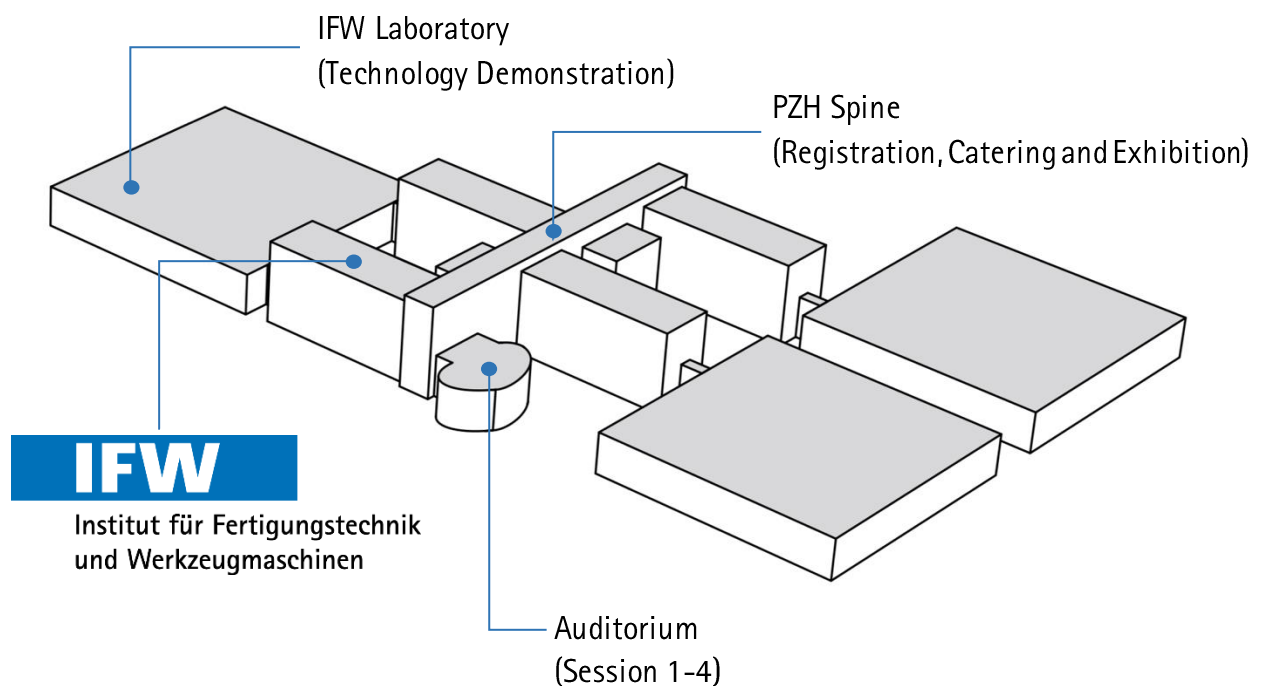 IFW Laboratory
(Technology Demonstration)
PZH Spine
(Registration, Catering and Exhibition)
IFW
Institut für Fertigungstechnik
und Werkzeugmaschinen
Auditorium
(Session 1-4)